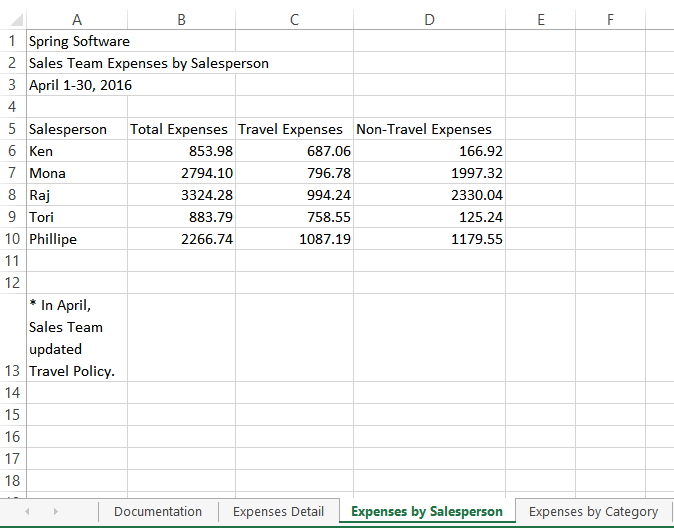 A B C D E F
1 Spring Software
2 Sales Team Expenses by Salesperson
3 April 1-30, 2016
4
5 Salesperson Total Expenses Travel Expenses Non-Travel Expenses
6 Ken 853.98 687.06 166.92
7 Mona 2794.10 796.78 1997.32
8 Raj 3324.28 994.24 2330.04
9 Tori 883.79 758.55 125.24
10 Phillipe 2266.74 1087.19 1179.55
11
12
* In April,
Sales Team
updated
13 Travel Policy.
14
15
16
17
18
Documentation Expenses Detail Expenses by Salesperson Expenses by Category